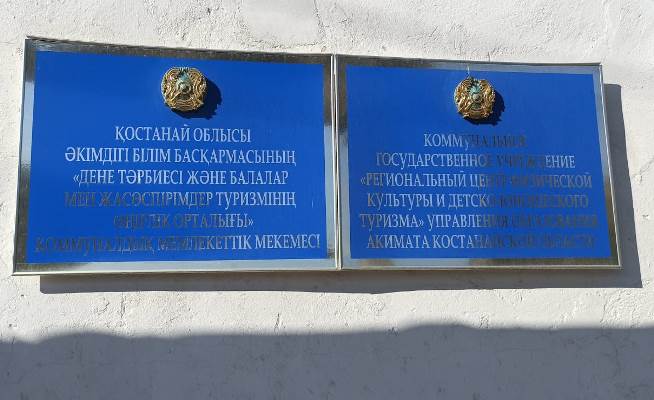 ҚОСТАНАЙ ОБЛЫСЫ
ӘКІМДІГІ БІЛІМ БАСҚАРМАСЫНЫҢ
«ДЕНЕ ТӘРБИЕСІ ЖӘНЕ БАЛАЛАР
МЕН ЖАСӨСПІРІМДЕР ТУРИЗМІНІҢ
ӨҢІРЛІК ОРТАЛЫҒЫ»
КОММУНАЛДЫҚ МЕМЛЕКЕТТІК МЕКЕМЕСІ
КОММУНАЛЬНОЕ
ГОСУДАРСТВЕННОЕ УЧРЕЖДЕНИЕ
«РЕГИОНАЛЬНЫЙ ЦЕНТР ФИЗИЧЕСКОЙ
КУЛЬТУРЫ И ДЕТСКО-ЮНОШЕСКОГО
ТУРИЗМА» УПРАВЛЕНИЯ ОБРАЗОВАНИЯ
АКИМАТА КОСТАНАЙСКОЙ ОБЛАСТИ